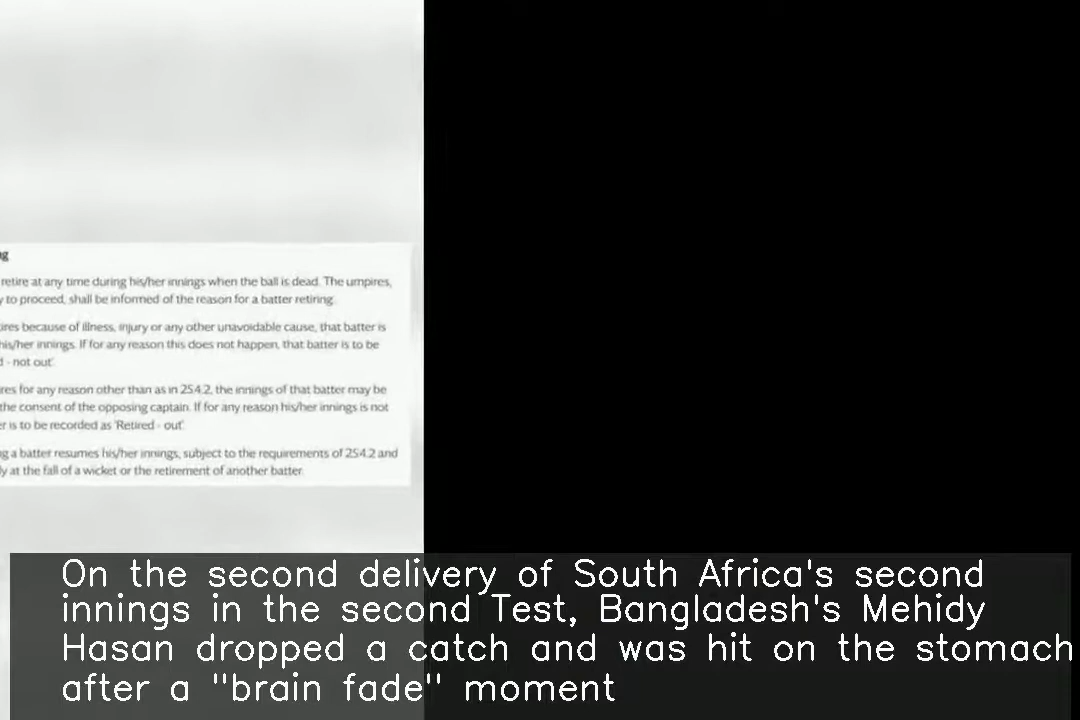 g
retire at any time during his/her innings when the ball is dead. The umpires,
y to proceed, shall be informed of the reason for a batter retiring.
ires because of illness, injury or any other unavoidable cause, that batter is
his/her innings. If for any reason this does not happen, that batter is to be
d - not out'.
res for any reason other than as in 25.4.2, the innings of that batter may be
the consent of the opposing captain. If for any reason his/her innings is not
er is to be recorded as 'Retired - out'.
g a batter resumes his/her innings, subject to the requirements of 25.4.2 and
y at the fall of a wicket or the retirement of another batter.
On the second delivery of South Africa's second
innings in the second Test, Bangladesh's Mehidy
Hasan dropped a catch and was hit on the stomach
after a "brain fade" moment